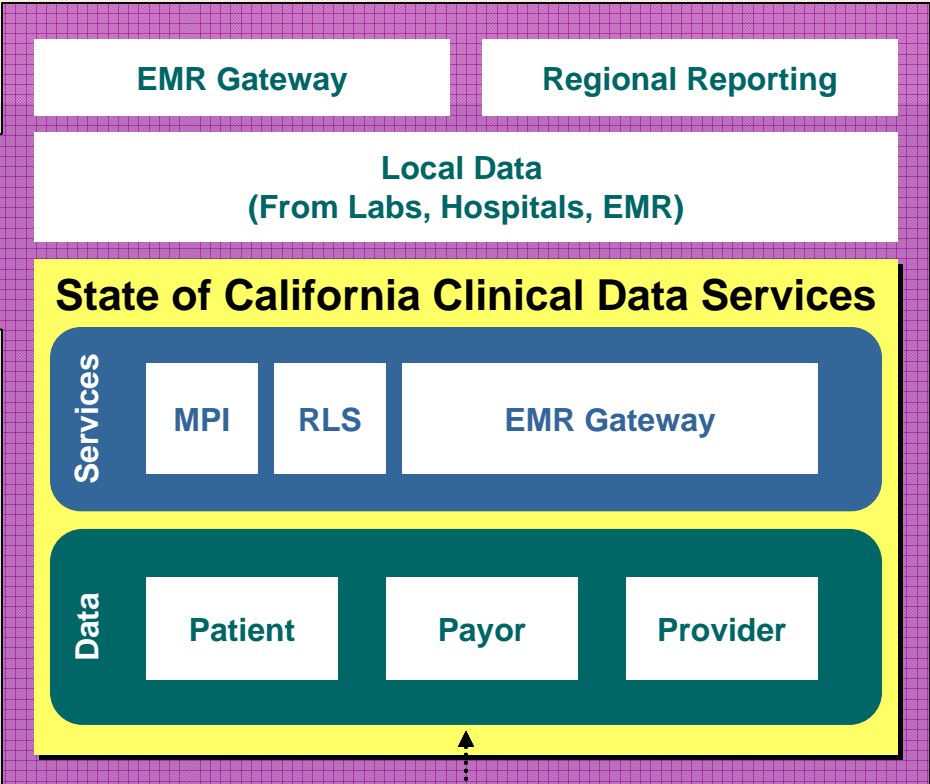 EMR Gateway
Regional Reporting
Local Data
(From Labs, Hospitals, EMR)
State of California Clinical Data Services
Services
MPI
RLS
EMR Gateway
Data
Patient
Payor
Provider